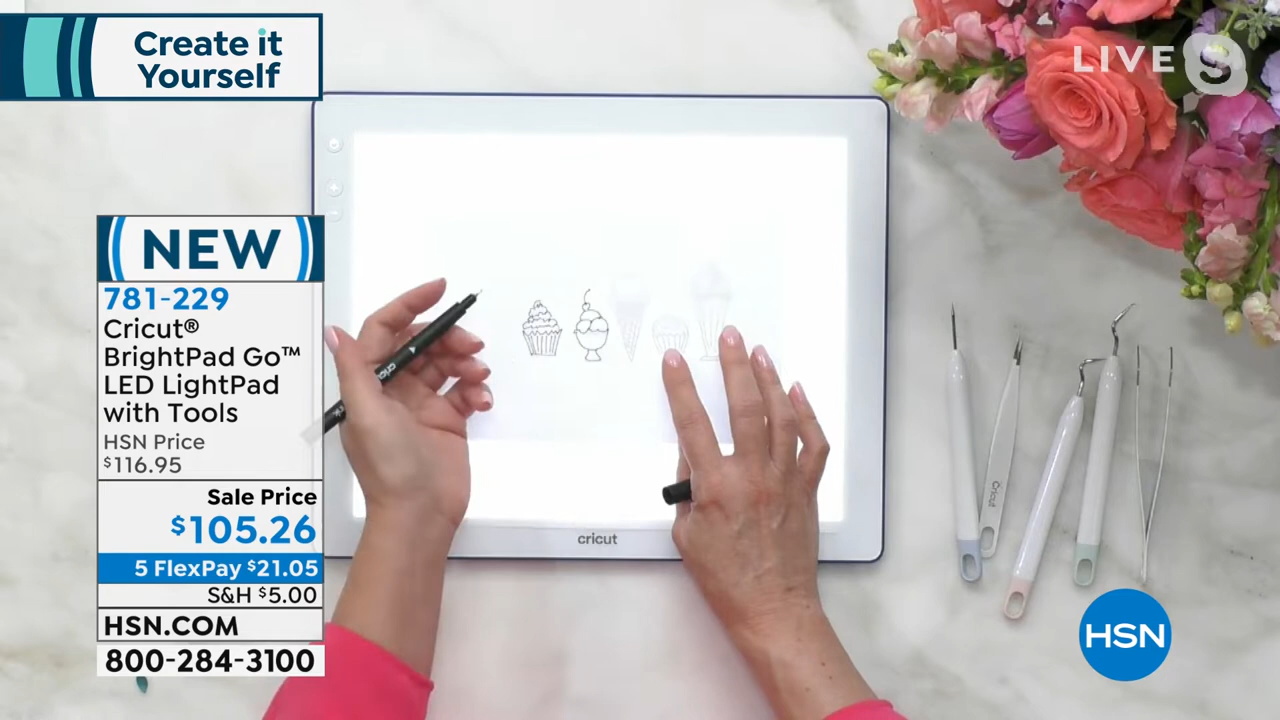 Create it
Yourself
LIVE S
NEW
781-229
Cricut®
BrightPad Go™
LED LightPad
with Tools
HSN Price
$116.95
Sale Price
$105.26
5 FlexPay $21.05
S&H $5.00
HSN.COM
800-284-3100
cricut
Cricut
HSN